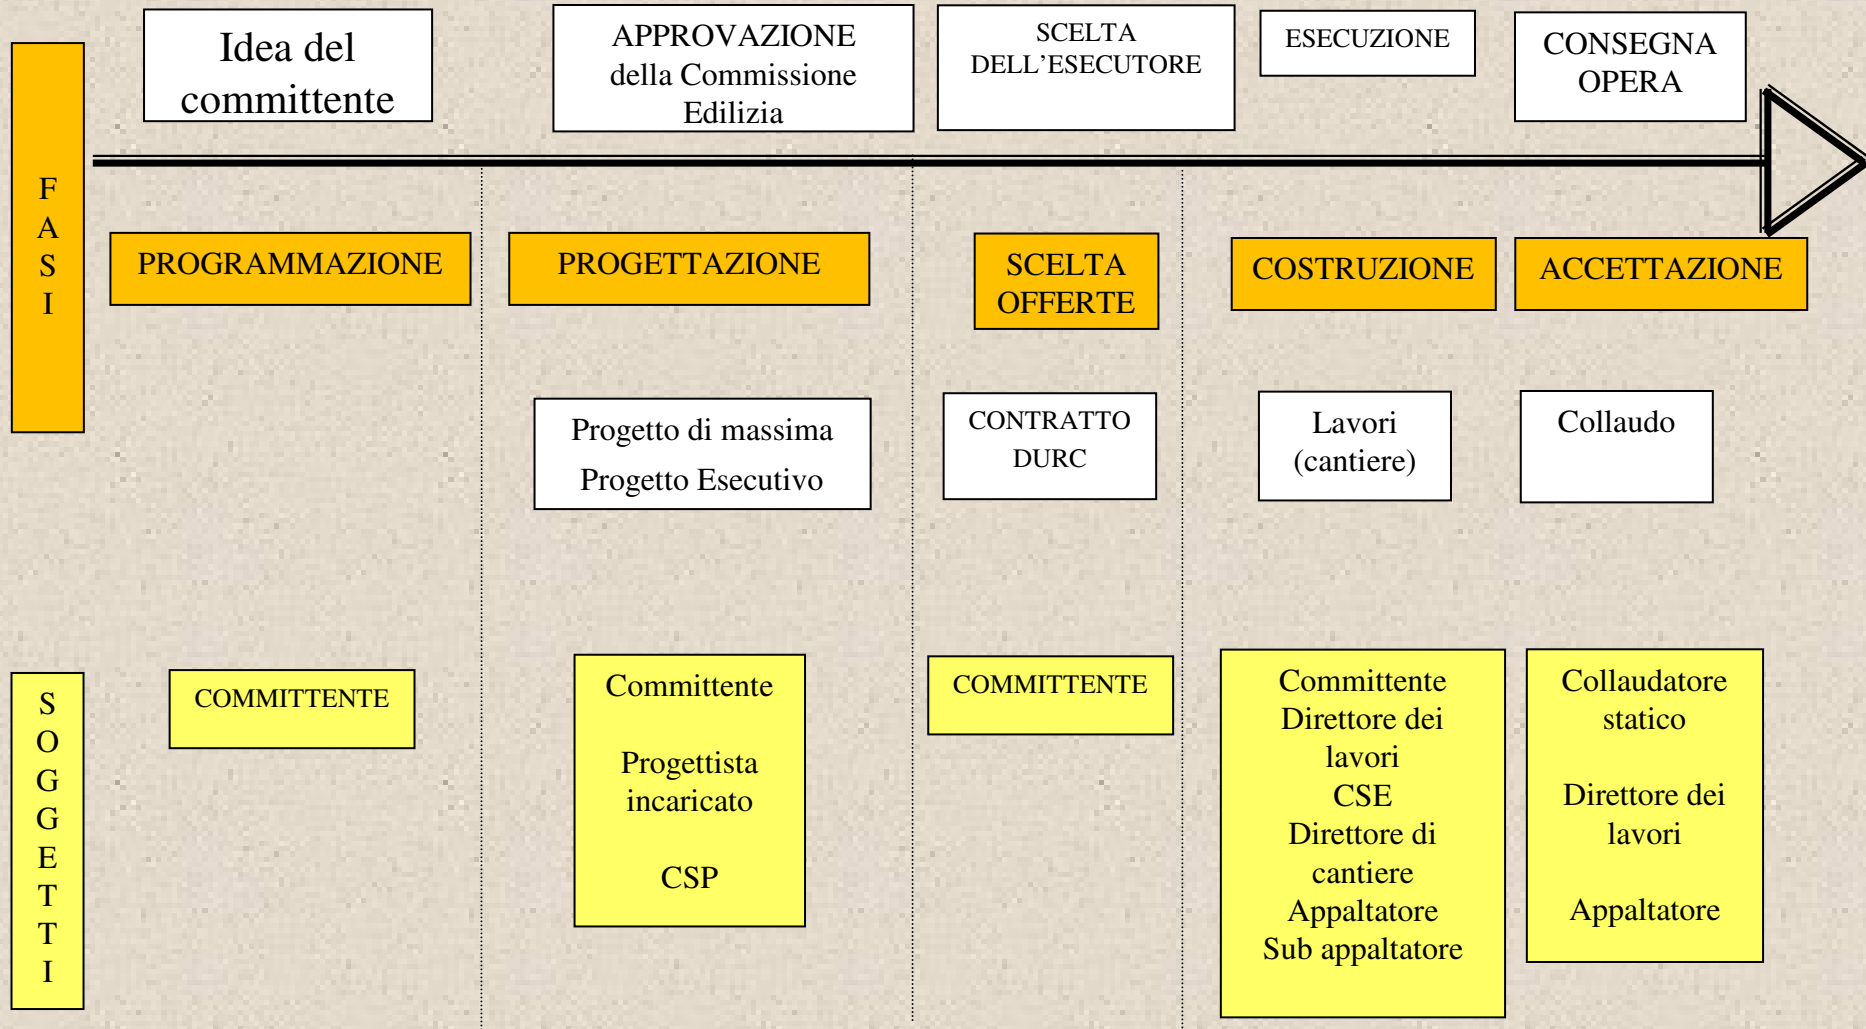 Idea del
committente
APPROVAZIONE
della Commissione
Edilizia
SCELTA
DELL’ESECUTORE
ESECUZIONE
CONSEGNA
OPERA
F
A
S
I
PROGRAMMAZIONE
PROGETTAZIONE
SCELTA
OFFERTE
COSTRUZIONE
ACCETTAZIONE
Progetto di massima
Progetto Esecutivo
CONTRATTO
DURC
Lavori
(cantiere)
Collaudo
S
O
G
G
E
T
T
I
COMMITTENTE
Committente
Progettista
incaricato
CSP
COMMITTENTE
Committente
Direttore dei
lavori
CSE
Direttore di
cantiere
Appaltatore
Sub appaltatore
Collaudatore
statico
Direttore dei
lavori
Appaltatore